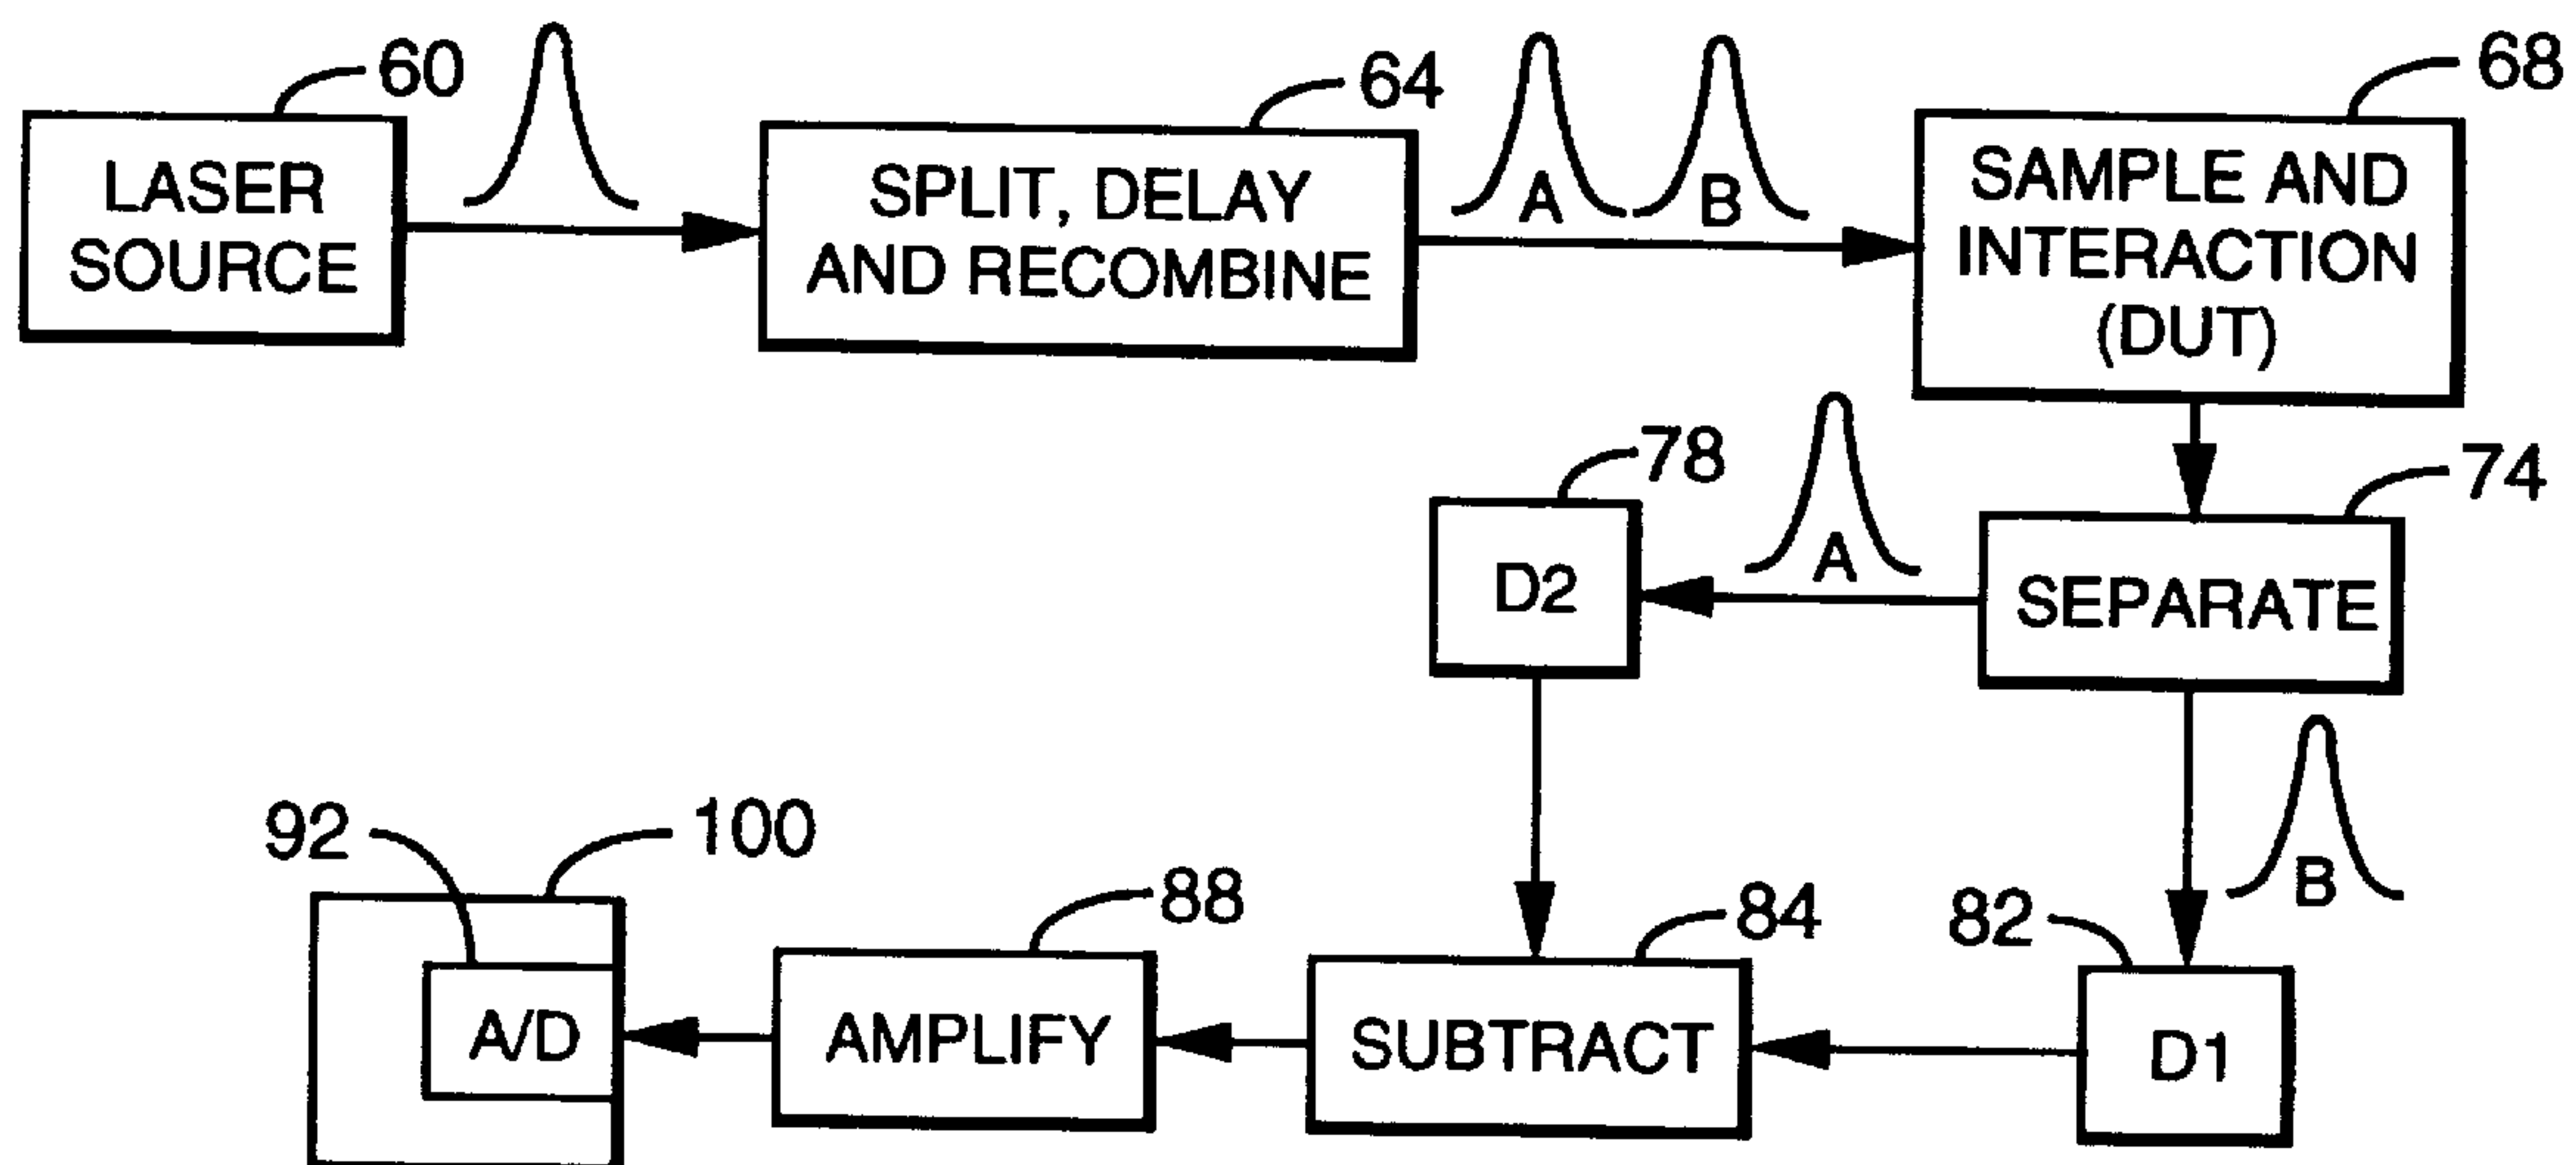 60
LASER
SOURCE
64
SPLIT, DELAY
AND RECOMBINE
A
B
68
SAMPLE AND
INTERACTION
(DUT)
78
D2
A
74
SEPARATE
B
92
100
A/D
88
AMPLIFY
84
SUBTRACT
82
D1